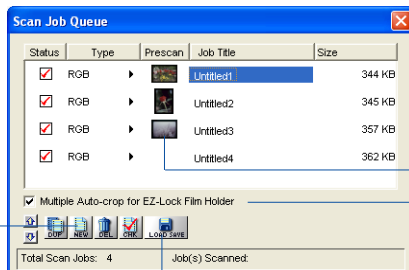 Scan Job Queue
Status Type Prescan Job Title Size
RGB Untitled1 344 KB
RGB Untitled2 345 KB
RGB Untitled3 357 KB
RGB Untitled4 362 KB
Multiple Auto-crop for EZ-Lock Film Holder
DUP NEW DEL CHK LOAD SAVE
Total Scan Jobs: 4 Job(s) Scanned: